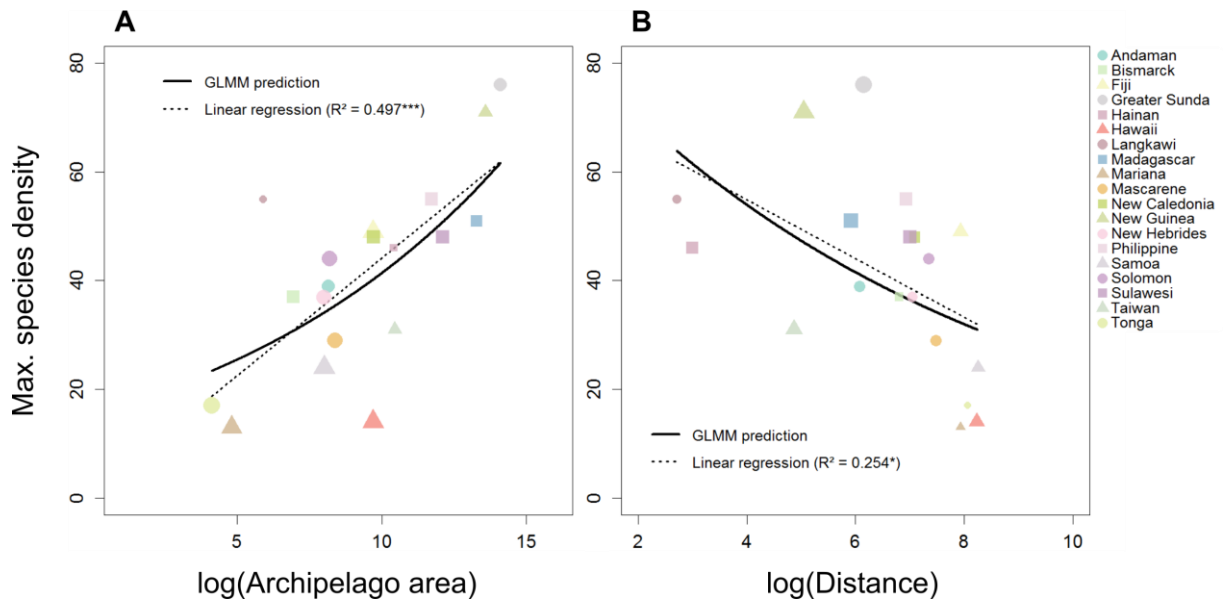 A
B
Max. species density
80
60
40
20
0
GLMM prediction
Linear regression (R² = 0.497***)
5
10
15
log(Archipelago area)
80
60
40
20
0
GLMM prediction
Linear regression (R² = 0.254*)
2
4
6
8
10
log(Distance)
Andaman
Bismarck
Fiji
Greater Sunda
Hainan
Hawaii
Langkawi
Madagascar
Mariana
Mascarene
New Caledonia
New Guinea
New Hebrides
Philippine
Samoa
Solomon
Sulawesi
Taiwan
Tonga